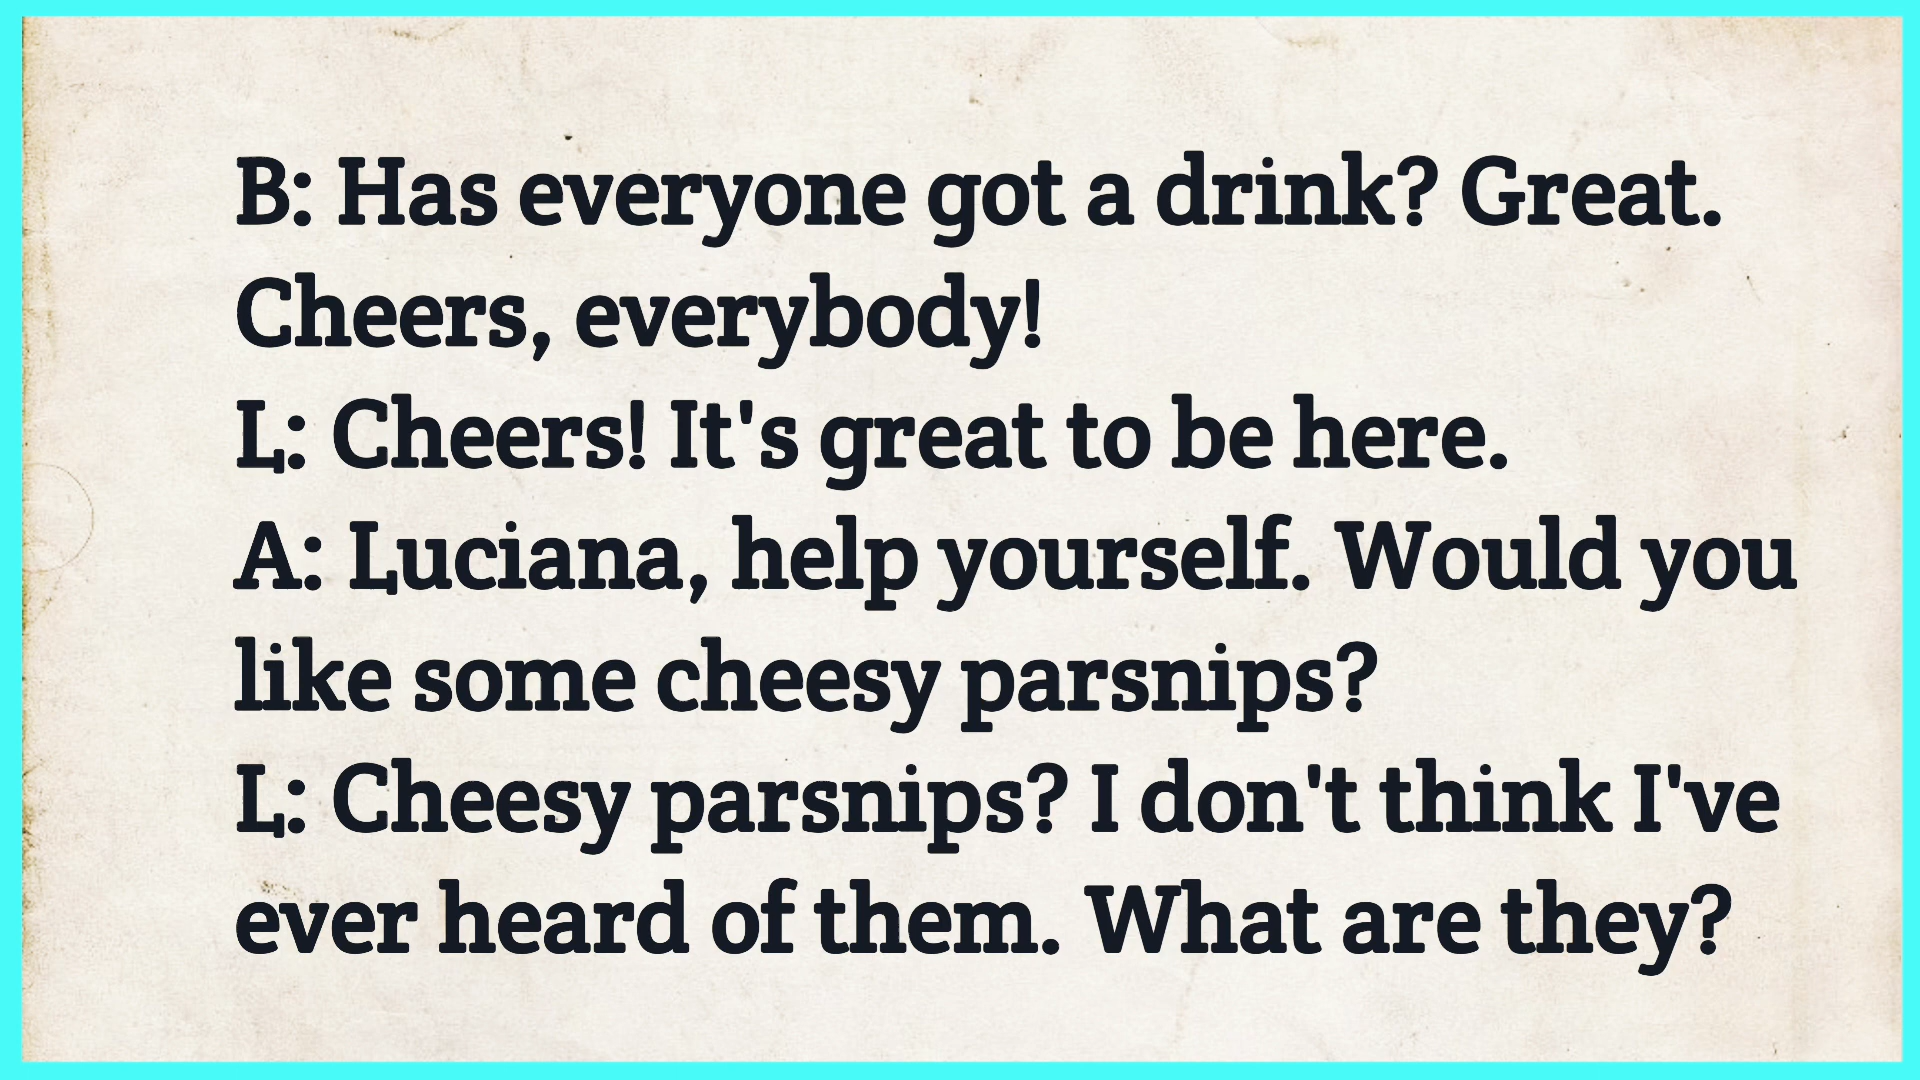 B: Has everyone got a drink? Great.
Cheers, everybody!
L: Cheers! It's great to be here.
A: Luciana, help yourself. Would you
like some cheesy parsnips?
L: Cheesy parsnips? I don't think I've
ever heard of them. What are they?